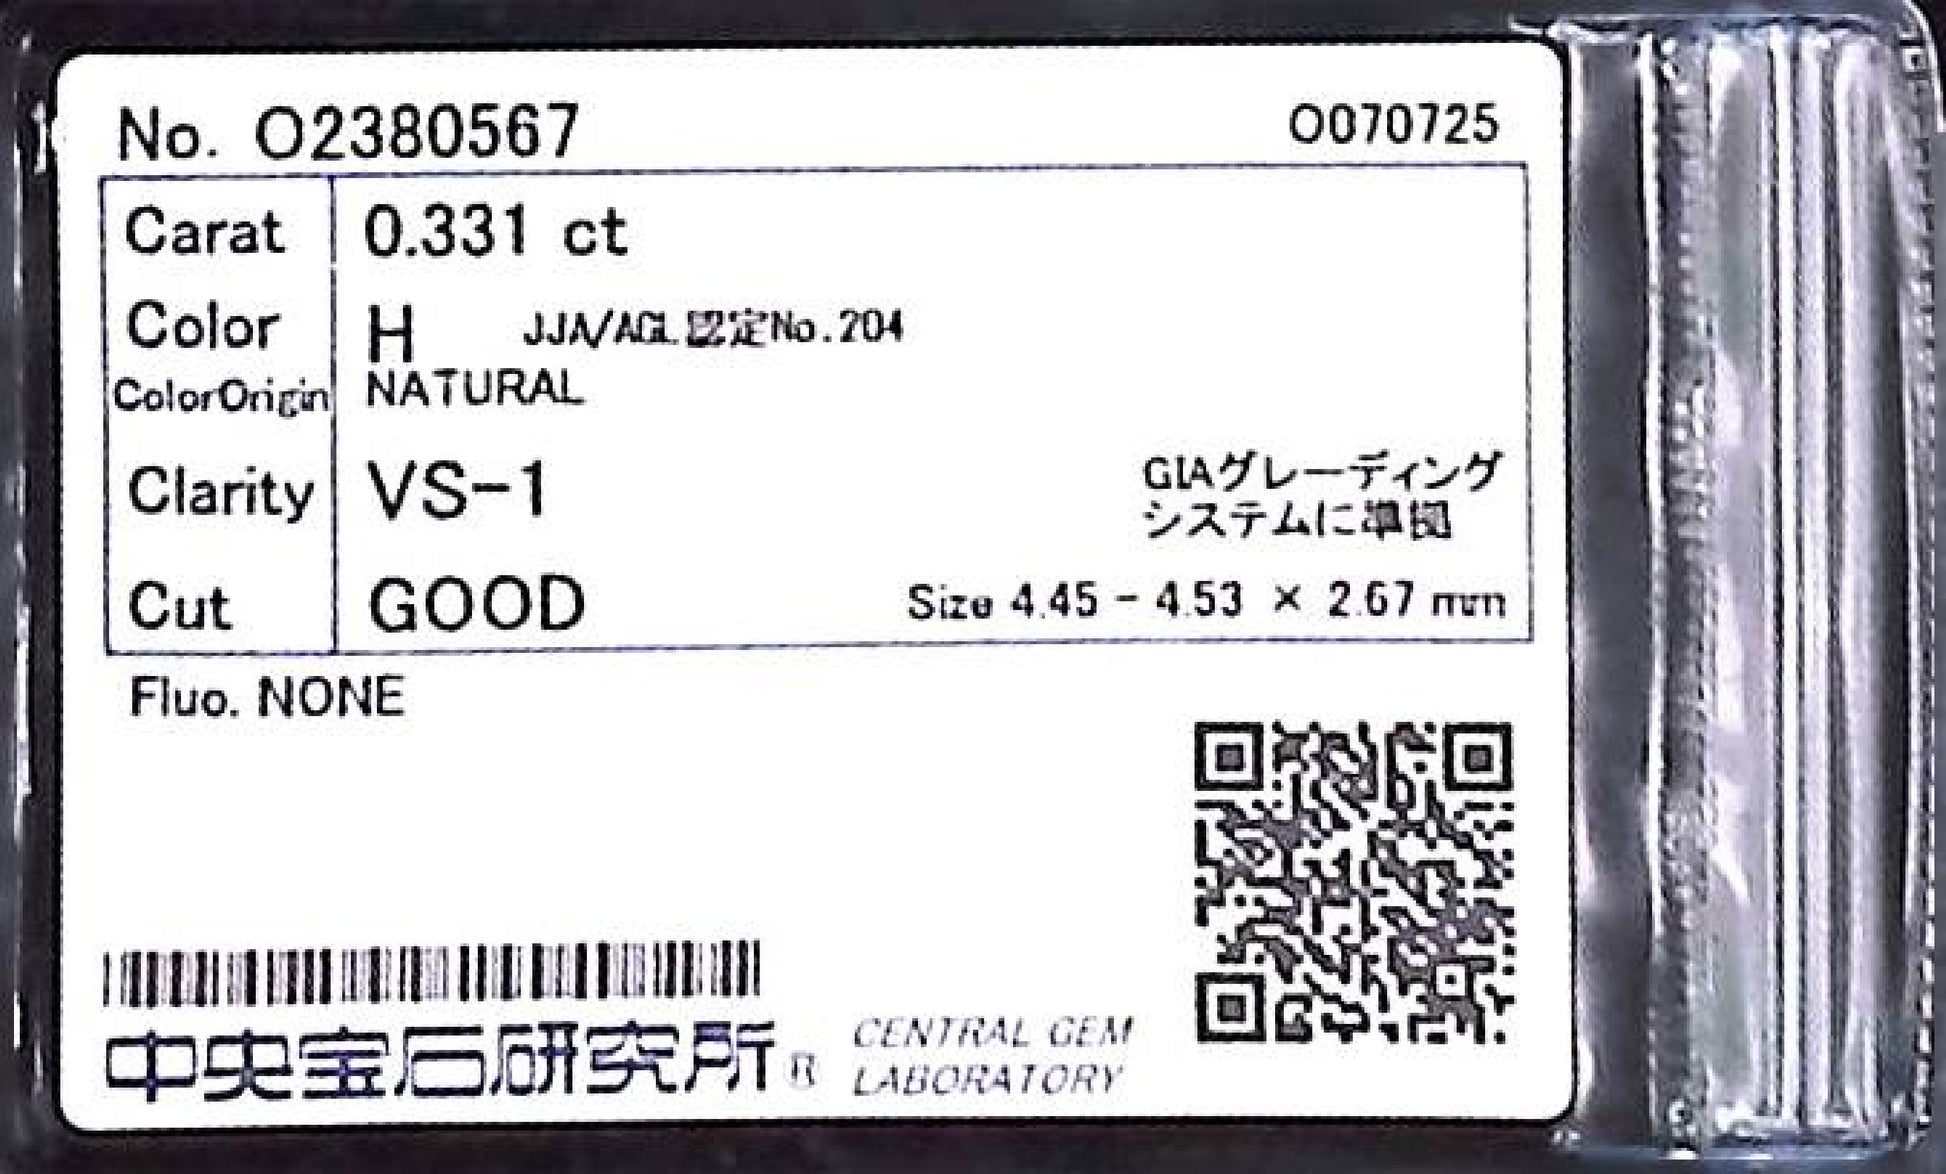 No. O2380567 O070725
Carat 0.331 ct
Color H JJA/AGL認定No.204
ColorOrigin NATURAL
Clarity VS-1 GIAグレーディング
システムに準拠
Cut GOOD Size 4.45 - 4.53 × 2.67 mm
Fluo. NONE
中央宝石研究所® CENTRAL GEM
LABORATORY